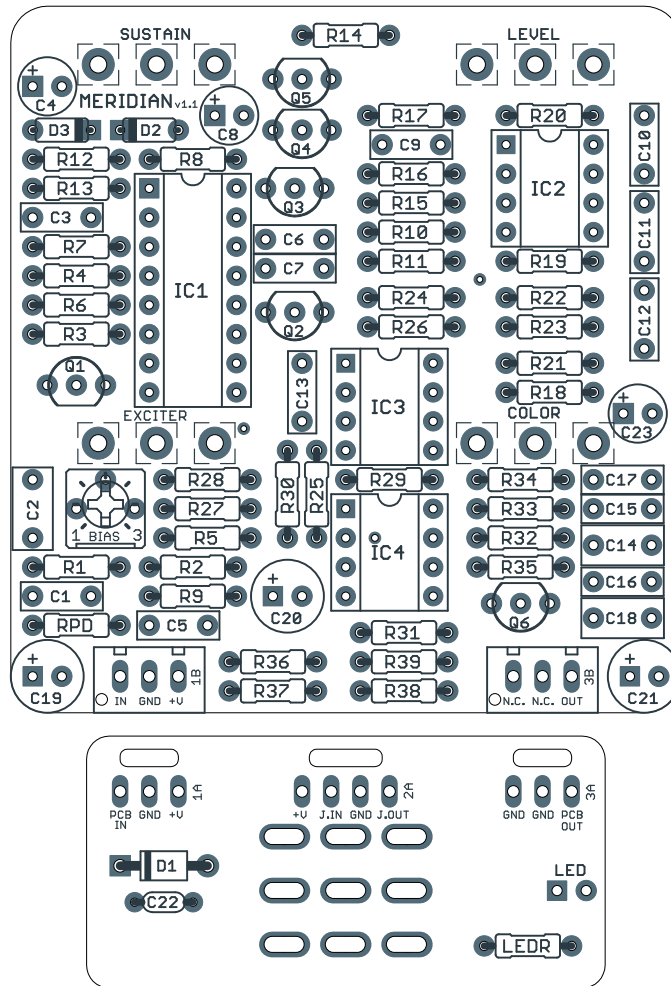 SUSTAIN
R14
LEVEL
+
C4
Q5
MERIDIAN v1.1
+
C8
R17
R20
C10
D3
D2
Q4
C9
R12
R8
IC2
R13
Q3
R16
C3
R15
R7
C6
R10
C11
R4
C7
R11
R19
IC1
R6
R24
R22
R3
Q2
R26
R23
C12
Q1
R21
C13
IC3
R18
+
C23
EXCITER
COLOR
C2
R28
R30
R25
R29
R34
C17
1 BIAS 3
R27
R33
C15
R5
IC4
R32
C14
R1
R2
R35
C16
C1
R9
+
C20
Q6
RPD
C5
R31
C18
+
C19
IN GND +V
1B
R36
R39
N.C. N.C. OUT
3B
+
C21
R37
R38
PCB IN
GND
+V
1A
+V
J.IN
GND
J.OUT
2A
GND
GND
PCB OUT
3A
D1
LED
C22
LEDR